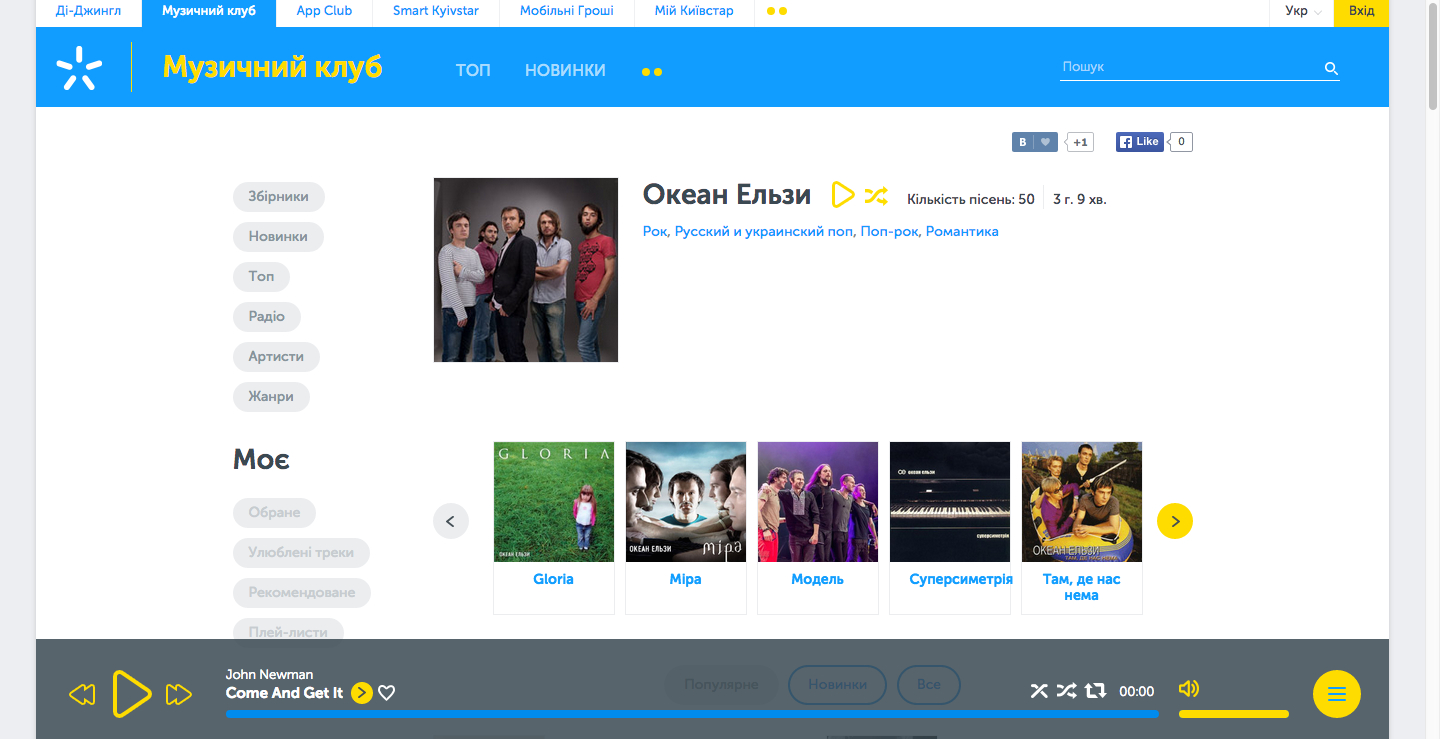 Ді-Джингл
Музичний клуб
App Club
Smart Kyivstar
Мобільні Гроші
Мій Київстар
Укр
Вхід
Музичний клуб
ТОП
НОВИНКИ
Пошук
B
+1
Like
0
Збірники
Новинки
Топ
Радіо
Артисти
Жанри
Моє
Обране
Улюблені треки
Рекомендоване
Плей-листи
Океан Ельзи
Кількість пісень: 50
3 г. 9 хв.
Рок, Русский и украинский поп, Поп-рок, Романтика
GLORIA
ОКЕАН ЕЛЬЗИ
Gloria
ОКЕАН ЕЛЬЗИ
міра
Міра
Модель
океан ельзи
суперсиметрія
Суперсиметрія
ОКЕАН ЕЛЬЗИ
ТАМ, ДЕ НАС НЕМА
Там, де нас
нема
John Newman
Come And Get It
Популярне
Новинки
Все
00:00